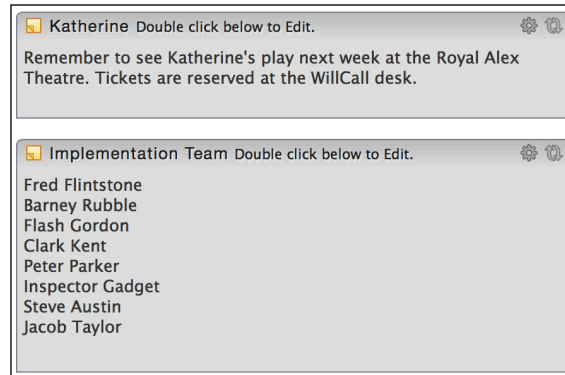 Katherine Double click below to Edit.
Remember to see Katherine's play next week at the Royal Alex
Theatre. Tickets are reserved at the WillCall desk.
Implementation Team Double click below to Edit.
Fred Flintstone
Barney Rubble
Flash Gordon
Clark Kent
Peter Parker
Inspector Gadget
Steve Austin
Jacob Taylor